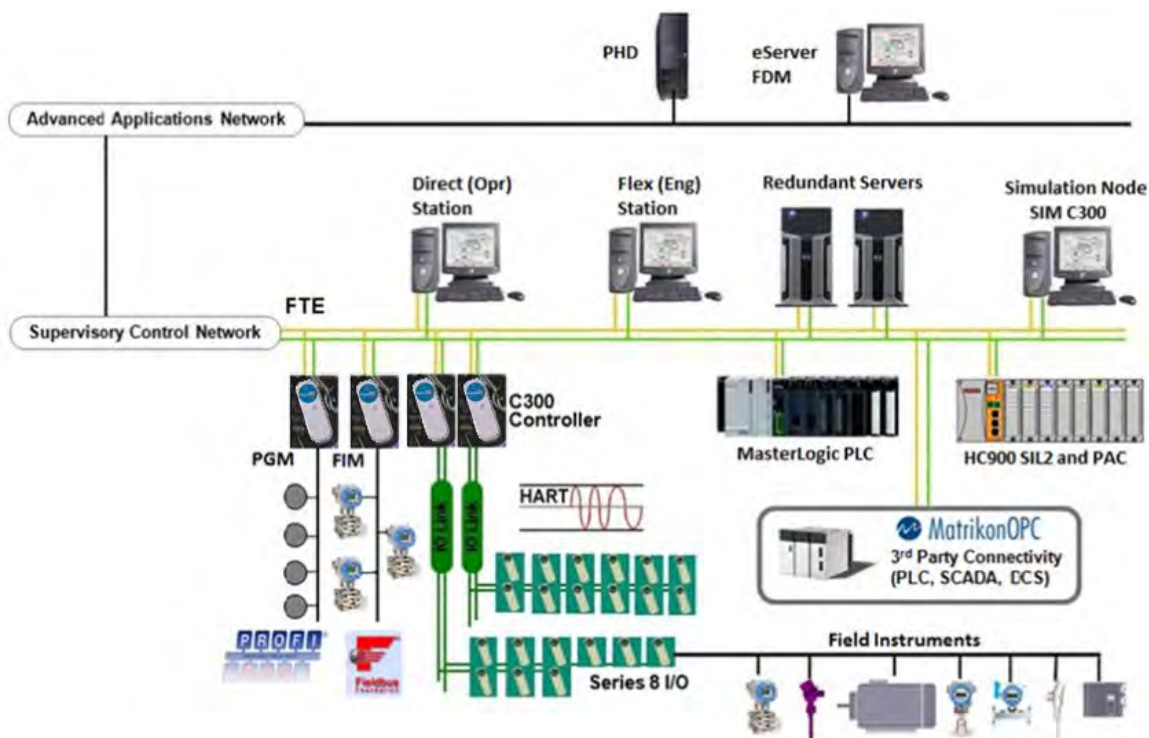 PHD
eServer
FDM
Advanced Applications Network
Direct (Opr)
Station
Flex (Eng)
Station
Redundant Servers
Simulation Node
SIM C300
FTE
Supervisory Control Network
C300
Controller
PGM
FIM
MasterLogic PLC
HC900 SIL2 and PAC
HART
IO Link
IO Link
MatrikonOPC
3rd Party Connectivity
(PLC, SCADA, DCS)
PROFI
Fieldbus
Foundation
Series 8 I/O
Field Instruments